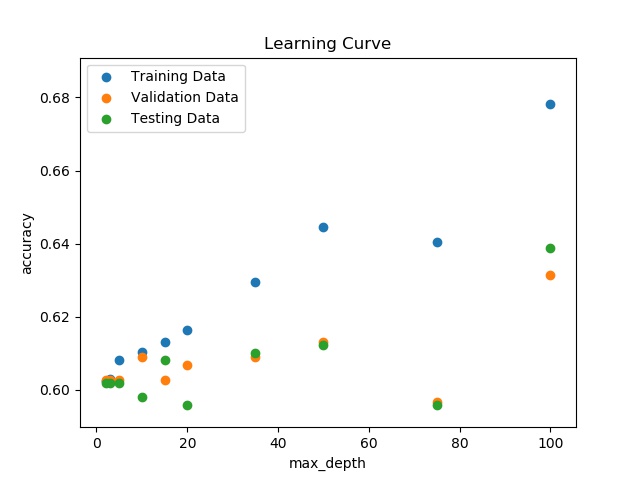 Learning Curve
Training Data
Validation Data
Testing Data
0.68
0.66
0.64
0.62
0.60
accuracy
0
20
40
60
80
100
max_depth